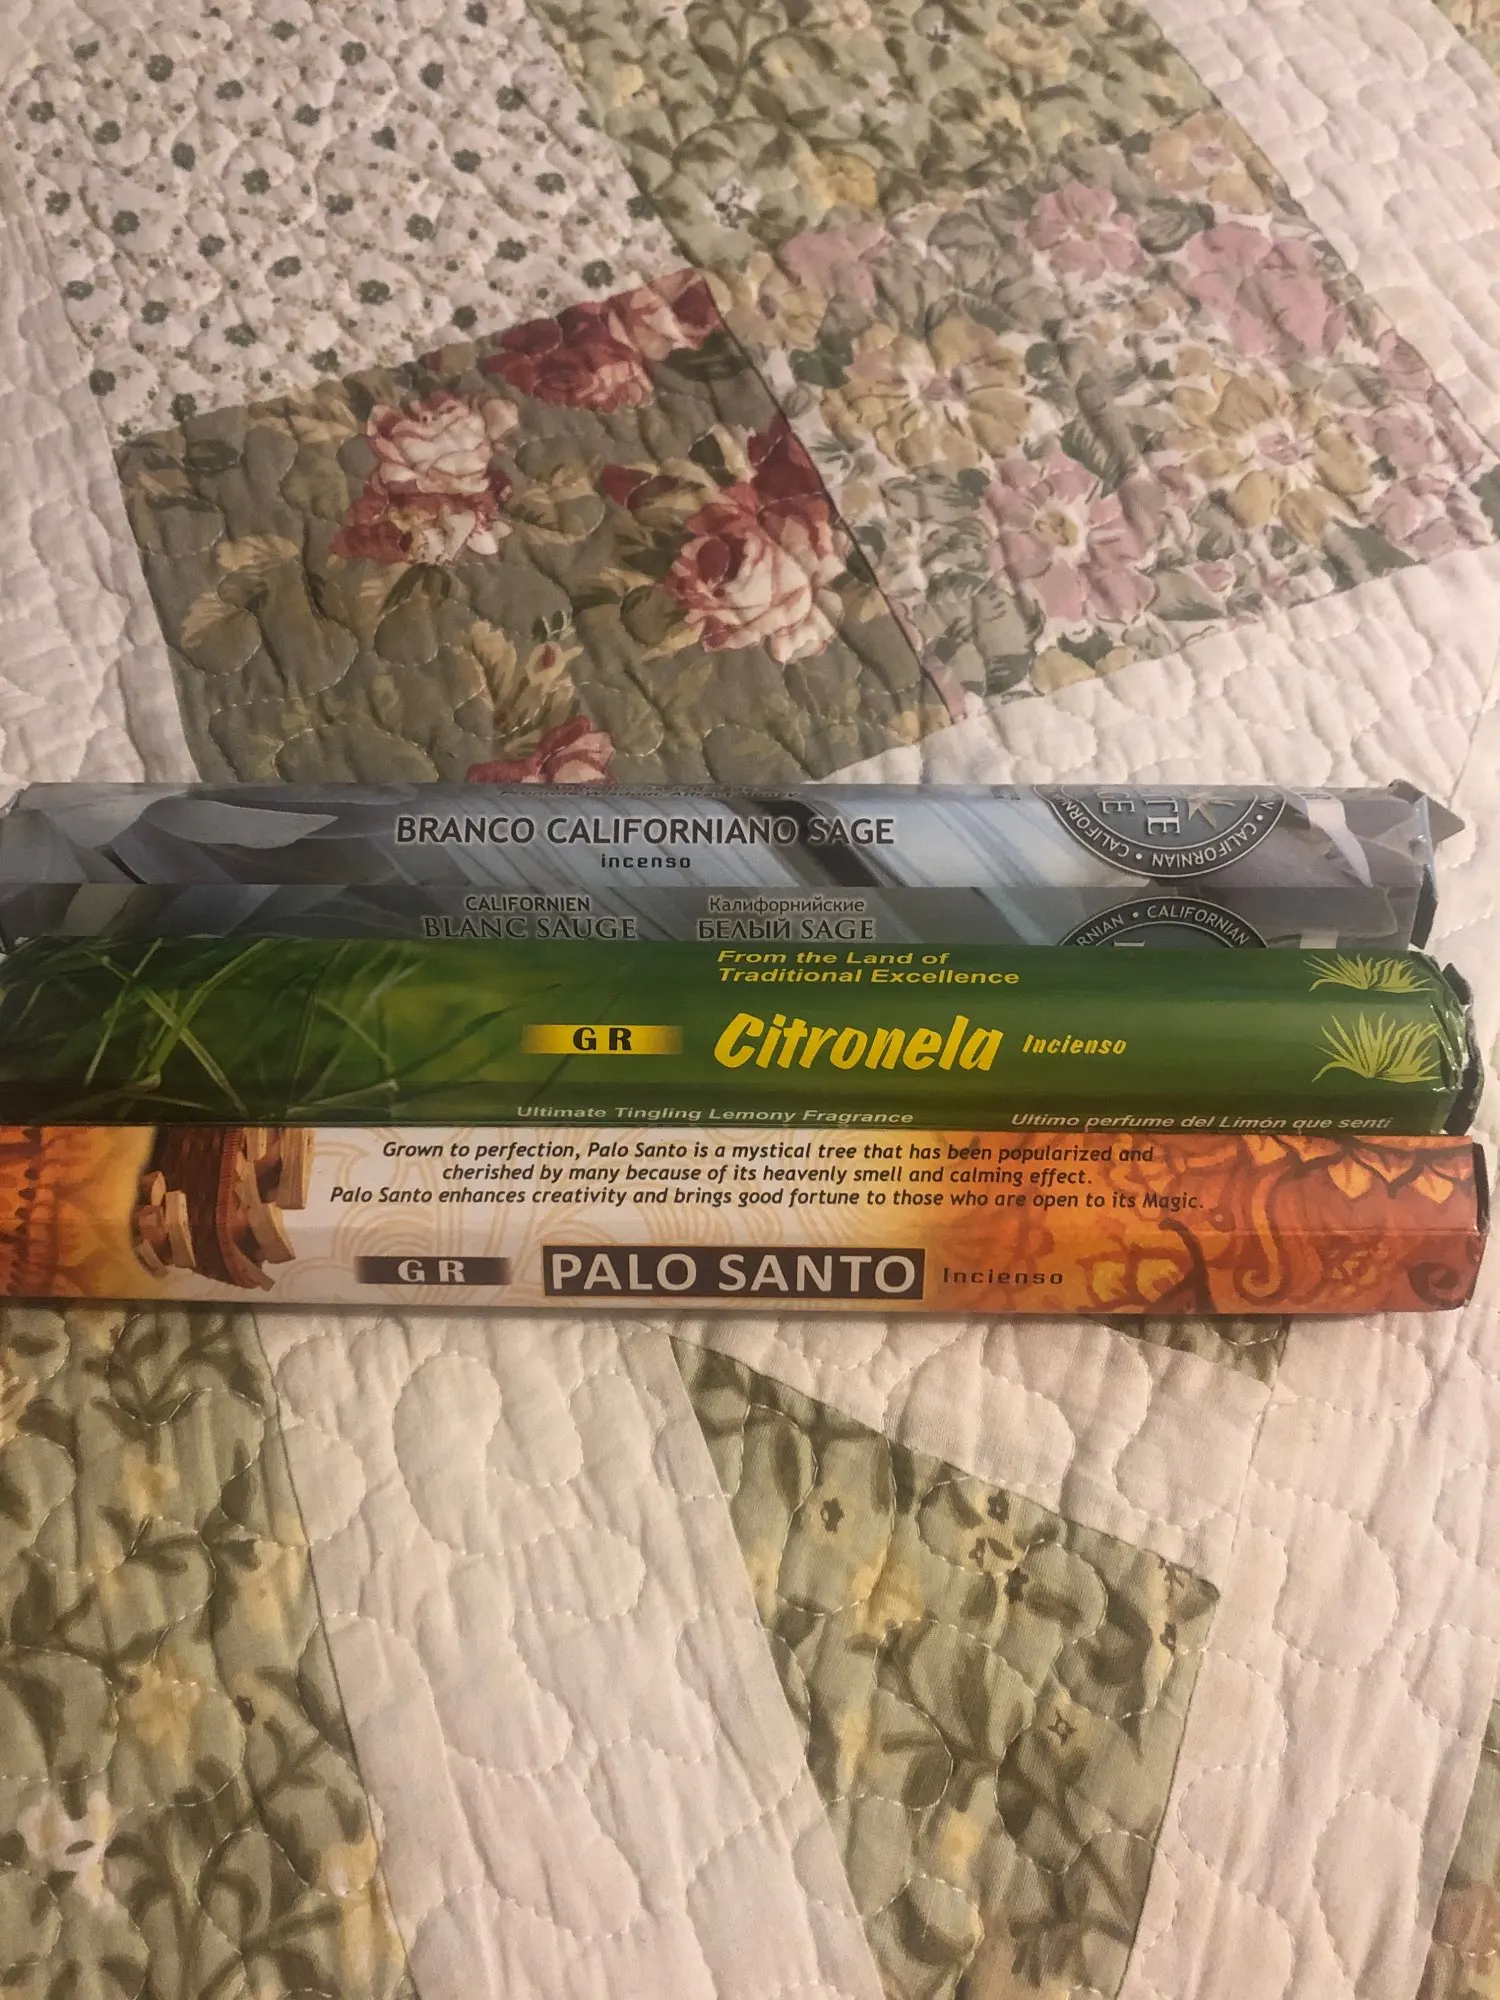 BRANCO CALIFORNIANO SAGE
incenso
CALIFORNIAN • CALIFORNIAN
CALIFORNIEN
BLANC SAUGE
Калифорнийские
БЕЛЫЙ SAGE
• CALIFORNIAN
From the Land of
Traditional Excellence
G R
Citronela Incienso
Ultimate Tingling Lemony Fragrance
Ultimo perfume del Limón que senti
Grown to perfection, Palo Santo is a mystical tree that has been popularized and
cherished by many because of its heavenly smell and calming effect.
Palo Santo enhances creativity and brings good fortune to those who are open to its Magic.
G R
PALO SANTO Incienso